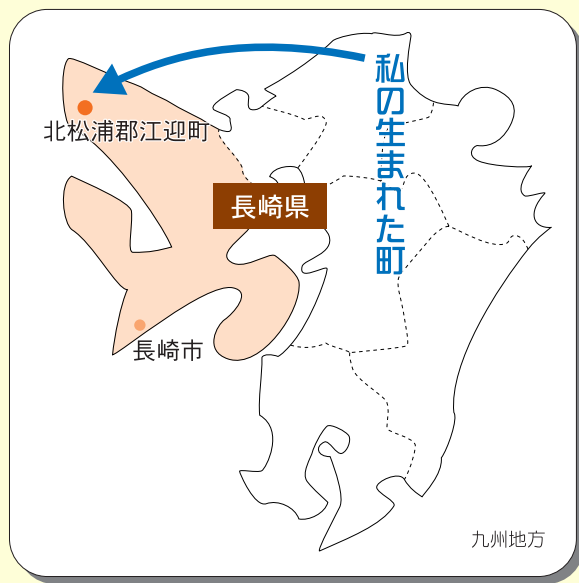 私の生まれた町
北松浦郡江迎町
長崎県
長崎市
九州地方